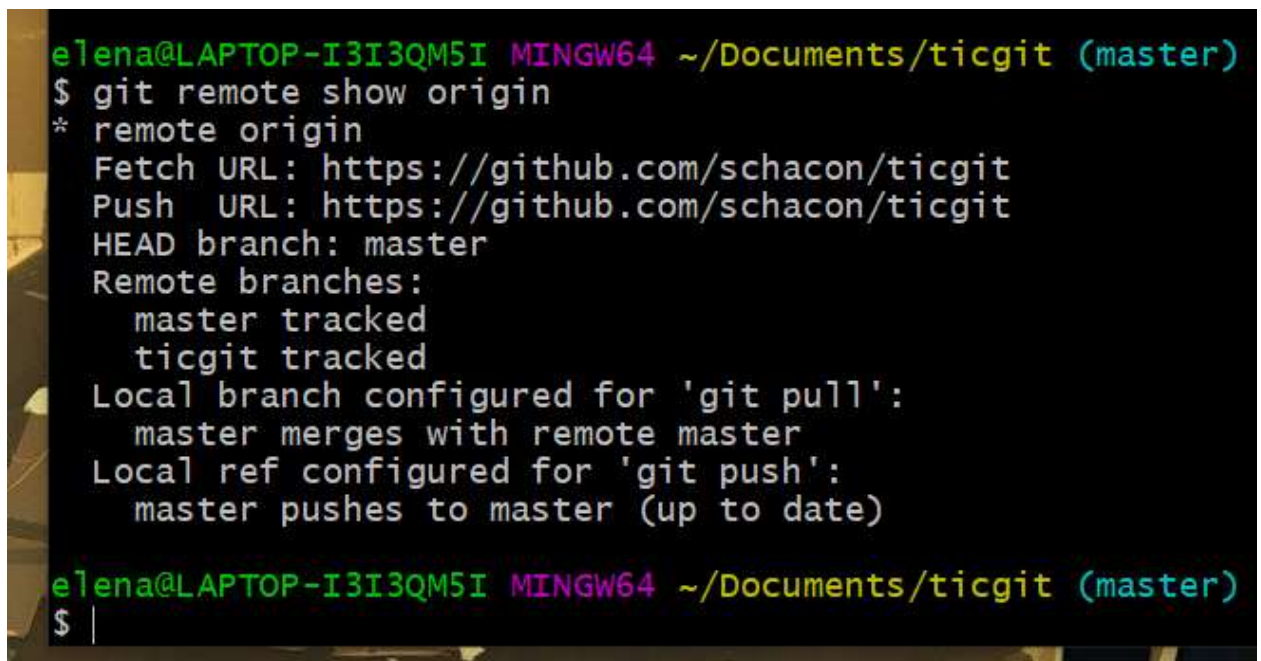 elena@LAPTOP-I3I3QM5I MINGW64 ~/Documents/ticgit (master)
$ git remote show origin
* remote origin
  Fetch URL: https://github.com/schacon/ticgit
  Push  URL: https://github.com/schacon/ticgit
  HEAD branch: master
  Remote branches:
    master tracked
    ticgit tracked
  Local branch configured for 'git pull':
    master merges with remote master
  Local ref configured for 'git push':
    master pushes to master (up to date)
elena@LAPTOP-I3I3QM5I MINGW64 ~/Documents/ticgit (master)
$